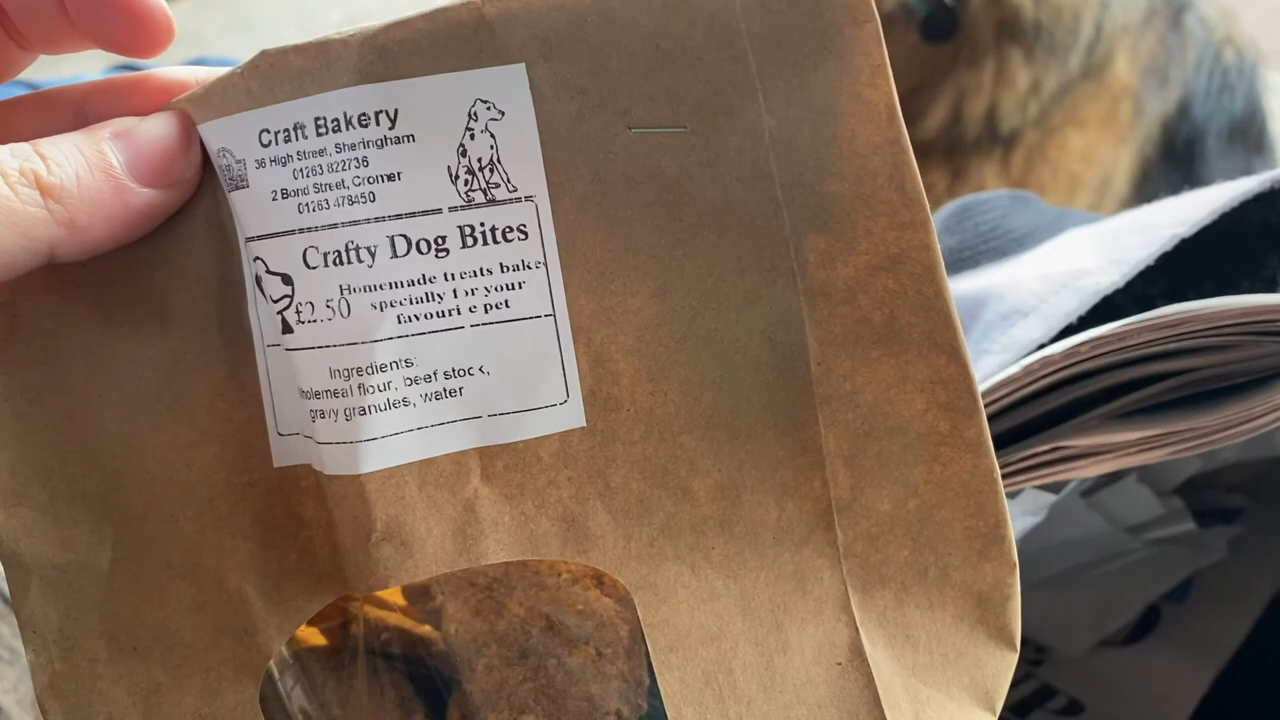 Craft Bakery
36 High Street, Sheringham
01263 822736
2 Bond Street, Cromer
01263 478450
Crafty Dog Bites
Homemade treats bake
£2.50 specially f r your
favouri e pet
Ingredients:
holemeal flour, beef stock,
gravy granules, water